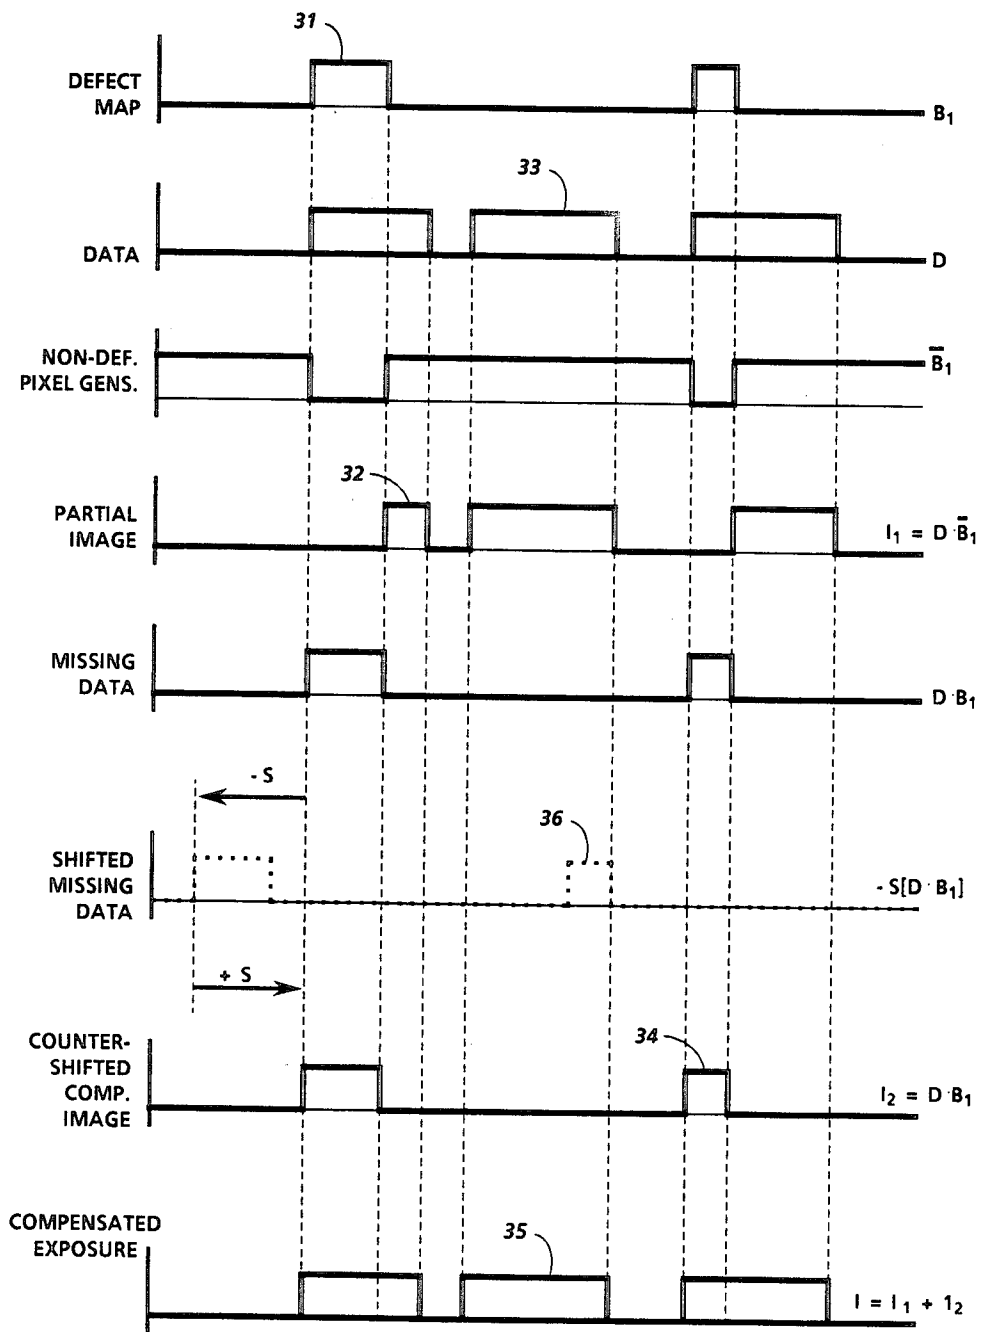 31
DEFECT
MAP
B1
33
DATA
D
NON-DEF.
PIXEL GENS.
B̅1
32
PARTIAL
IMAGE
I1 = D·B̅1
MISSING
DATA
D·B1
- S
36
SHIFTED
MISSING
DATA
- S[D·B1]
+ S
COUNTER-
SHIFTED
COMP.
IMAGE
34
I2 = D·B1
COMPENSATED
EXPOSURE
35
I = I1 + 12